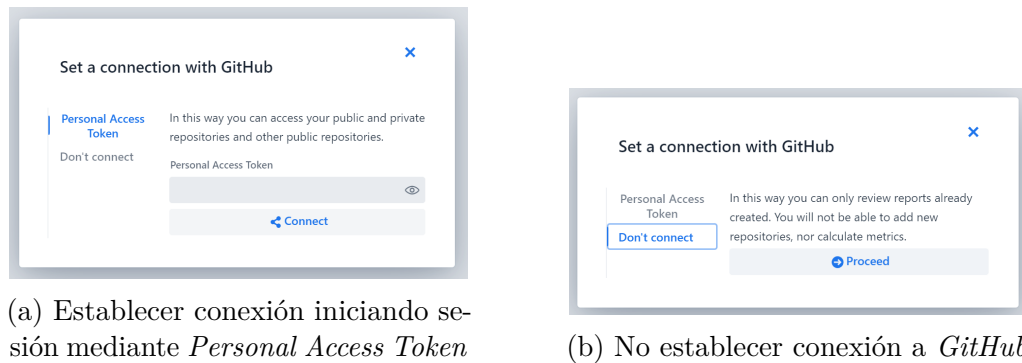 Set a connection with GitHub
Personal Access
Token
Don't connect
In this way you can access your public and private
repositories and other public repositories.
Personal Access Token
Connect
(a) Establecer conexión iniciando se-
sión mediante Personal Access Token
Set a connection with GitHub
Personal Access
Token
Don't connect
In this way you can only review reports already
created. You will not be able to add new
repositories, nor calculate metrics.
Proceed
(b) No establecer conexión a GitHub